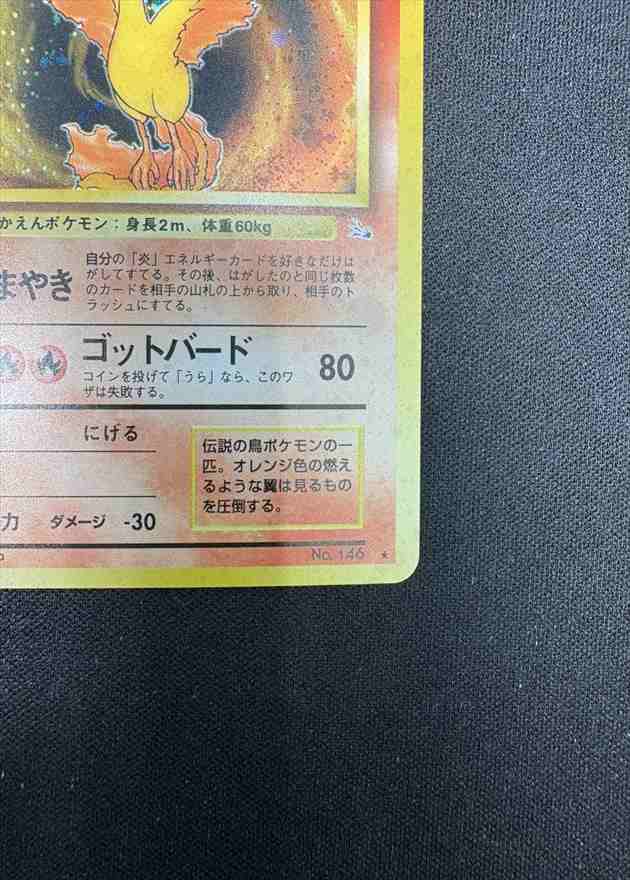 かえんポケモン：身長2m、体重60kg
まやき
自分の「炎」エネルギーカードを好きなだけは
がしてすてる。その後、はがしたのと同じ枚数
のカードを相手の山札の上から取り、相手のト
ラッシュにすてる。
ゴットバード
80
コインを投げて「うら」なら、このワ
ザは失敗する。
にげる
伝説の鳥ポケモンの一
匹。オレンジ色の燃え
るような翼は見るもの
を圧倒する。
力 ダメージ -30
No. 146 ★